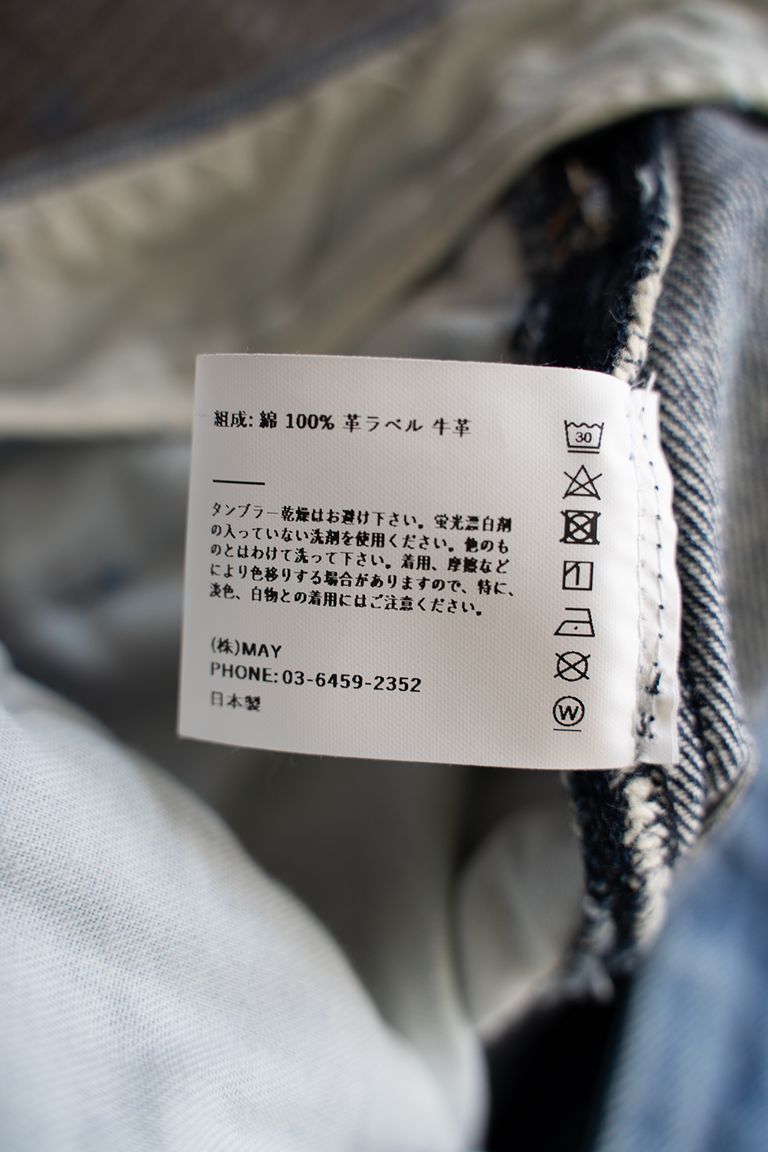 組成: 綿 100% 革ラベル 牛革
タンブラー乾燥はお避け下さい。蛍光漂白剤
の入っていない洗剤を使用ください。他のも
のとはわけて洗って下さい。着用、摩擦など
により色移りする場合がありますので、特に、
淡色、白物との着用にはご注意ください。
(株)MAY
PHONE: 03-6459-2352
日本製
30
W